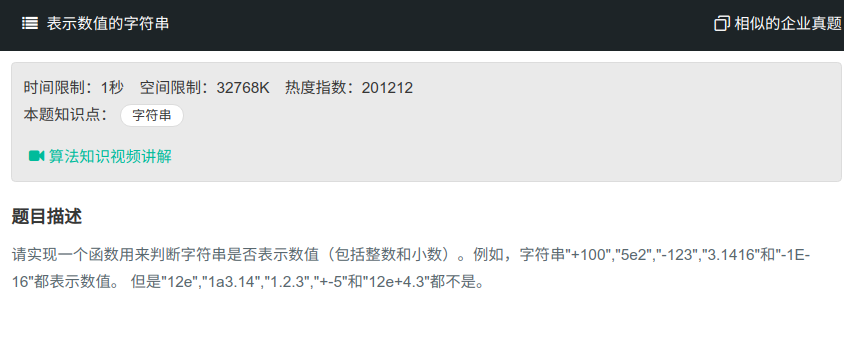 表示数值的字符串
相似的企业真题
时间限制：1秒 空间限制：32768K 热度指数：201212
本题知识点： 字符串
算法知识视频讲解
题目描述
请实现一个函数用来判断字符串是否表示数值（包括整数和小数）。例如，字符串"+100","5e2","-123","3.1416"和"-1E-
16"都表示数值。 但是"12e","1a3.14","1.2.3","+-5"和"12e+4.3"都不是。